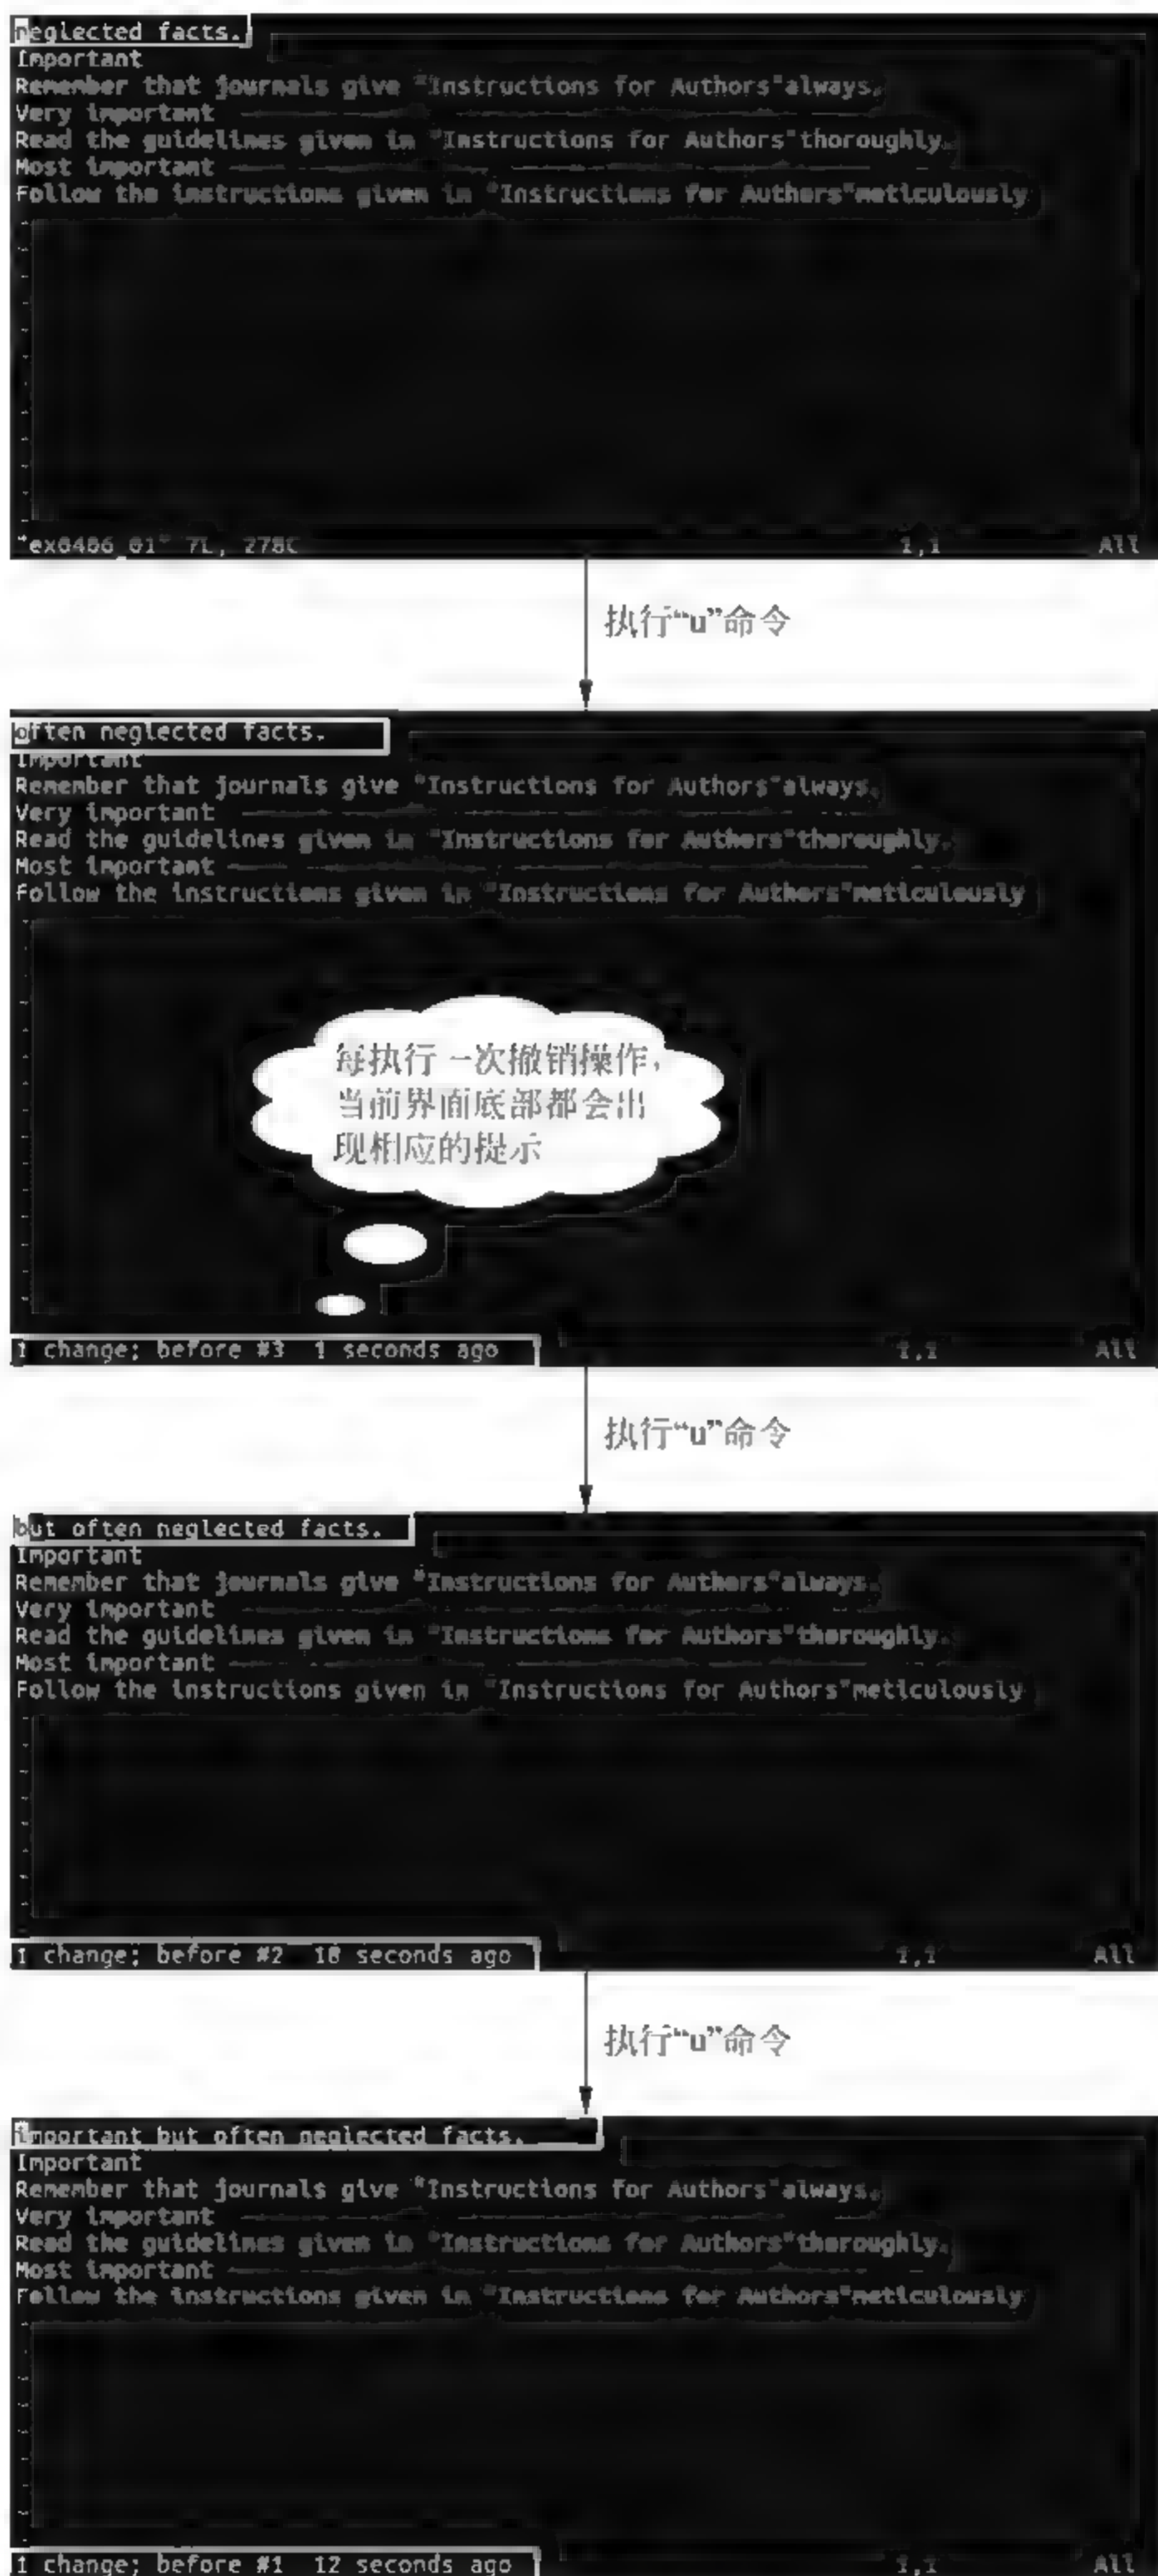 neglected facts.
Important
Remember that journals give "Instructions for Authors"always.
Very important
Read the guidelines given in "Instructions for Authors"thoroughly.
Most important
Follow the instructions given in "Instructions for Authors"meticulously
"ex0406_01" 7L, 278C 1,1 All
执行“u”命令
often neglected facts.
Important
Remember that journals give "Instructions for Authors"always.
Very important
Read the guidelines given in "Instructions for Authors"thoroughly.
Most important
Follow the instructions given in "Instructions for Authors"meticulously
每执行一次撤销操作，
当前界面底部都会出
现相应的提示
1 change; before #3 1 seconds ago 1,1 All
执行“u”命令
but often neglected facts.
Important
Remember that journals give "Instructions for Authors"always.
Very important
Read the guidelines given in "Instructions for Authors"thoroughly.
Most important
Follow the instructions given in "Instructions for Authors"meticulously
1 change; before #2 10 seconds ago 1,1 All
执行“u”命令
important but often neglected facts.
Important
Remember that journals give "Instructions for Authors"always.
Very important
Read the guidelines given in "Instructions for Authors"thoroughly.
Most important
Follow the instructions given in "Instructions for Authors"meticulously
1 change; before #1 12 seconds ago 1,1 All